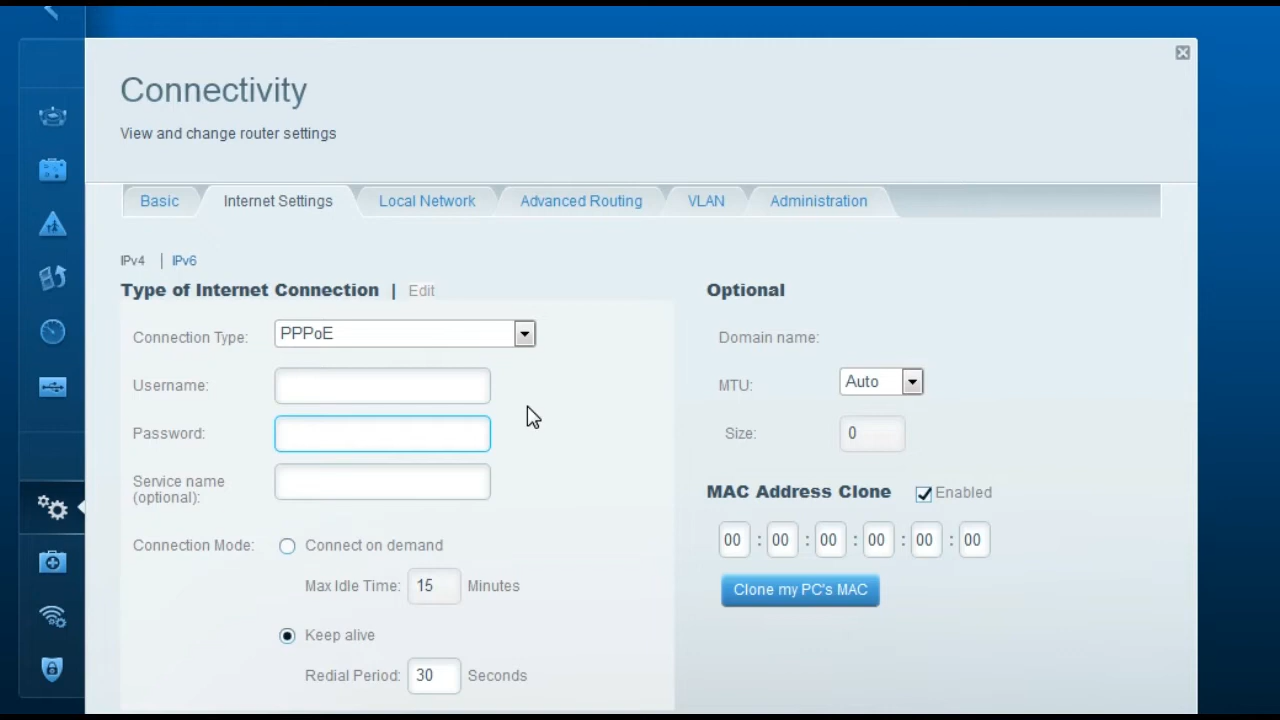 Connectivity
View and change router settings
Basic
Internet Settings
Local Network
Advanced Routing
VLAN
Administration
IPv4 | IPv6
Type of Internet Connection | Edit
Connection Type: PPPoE
Username:
Password:
Service name
(optional):
Connection Mode: Connect on demand
Max Idle Time: 15 Minutes
Keep alive
Redial Period: 30 Seconds
Optional
Domain name:
MTU: Auto
Size: 0
MAC Address Clone Enabled
00 : 00 : 00 : 00 : 00 : 00
Clone my PC's MAC